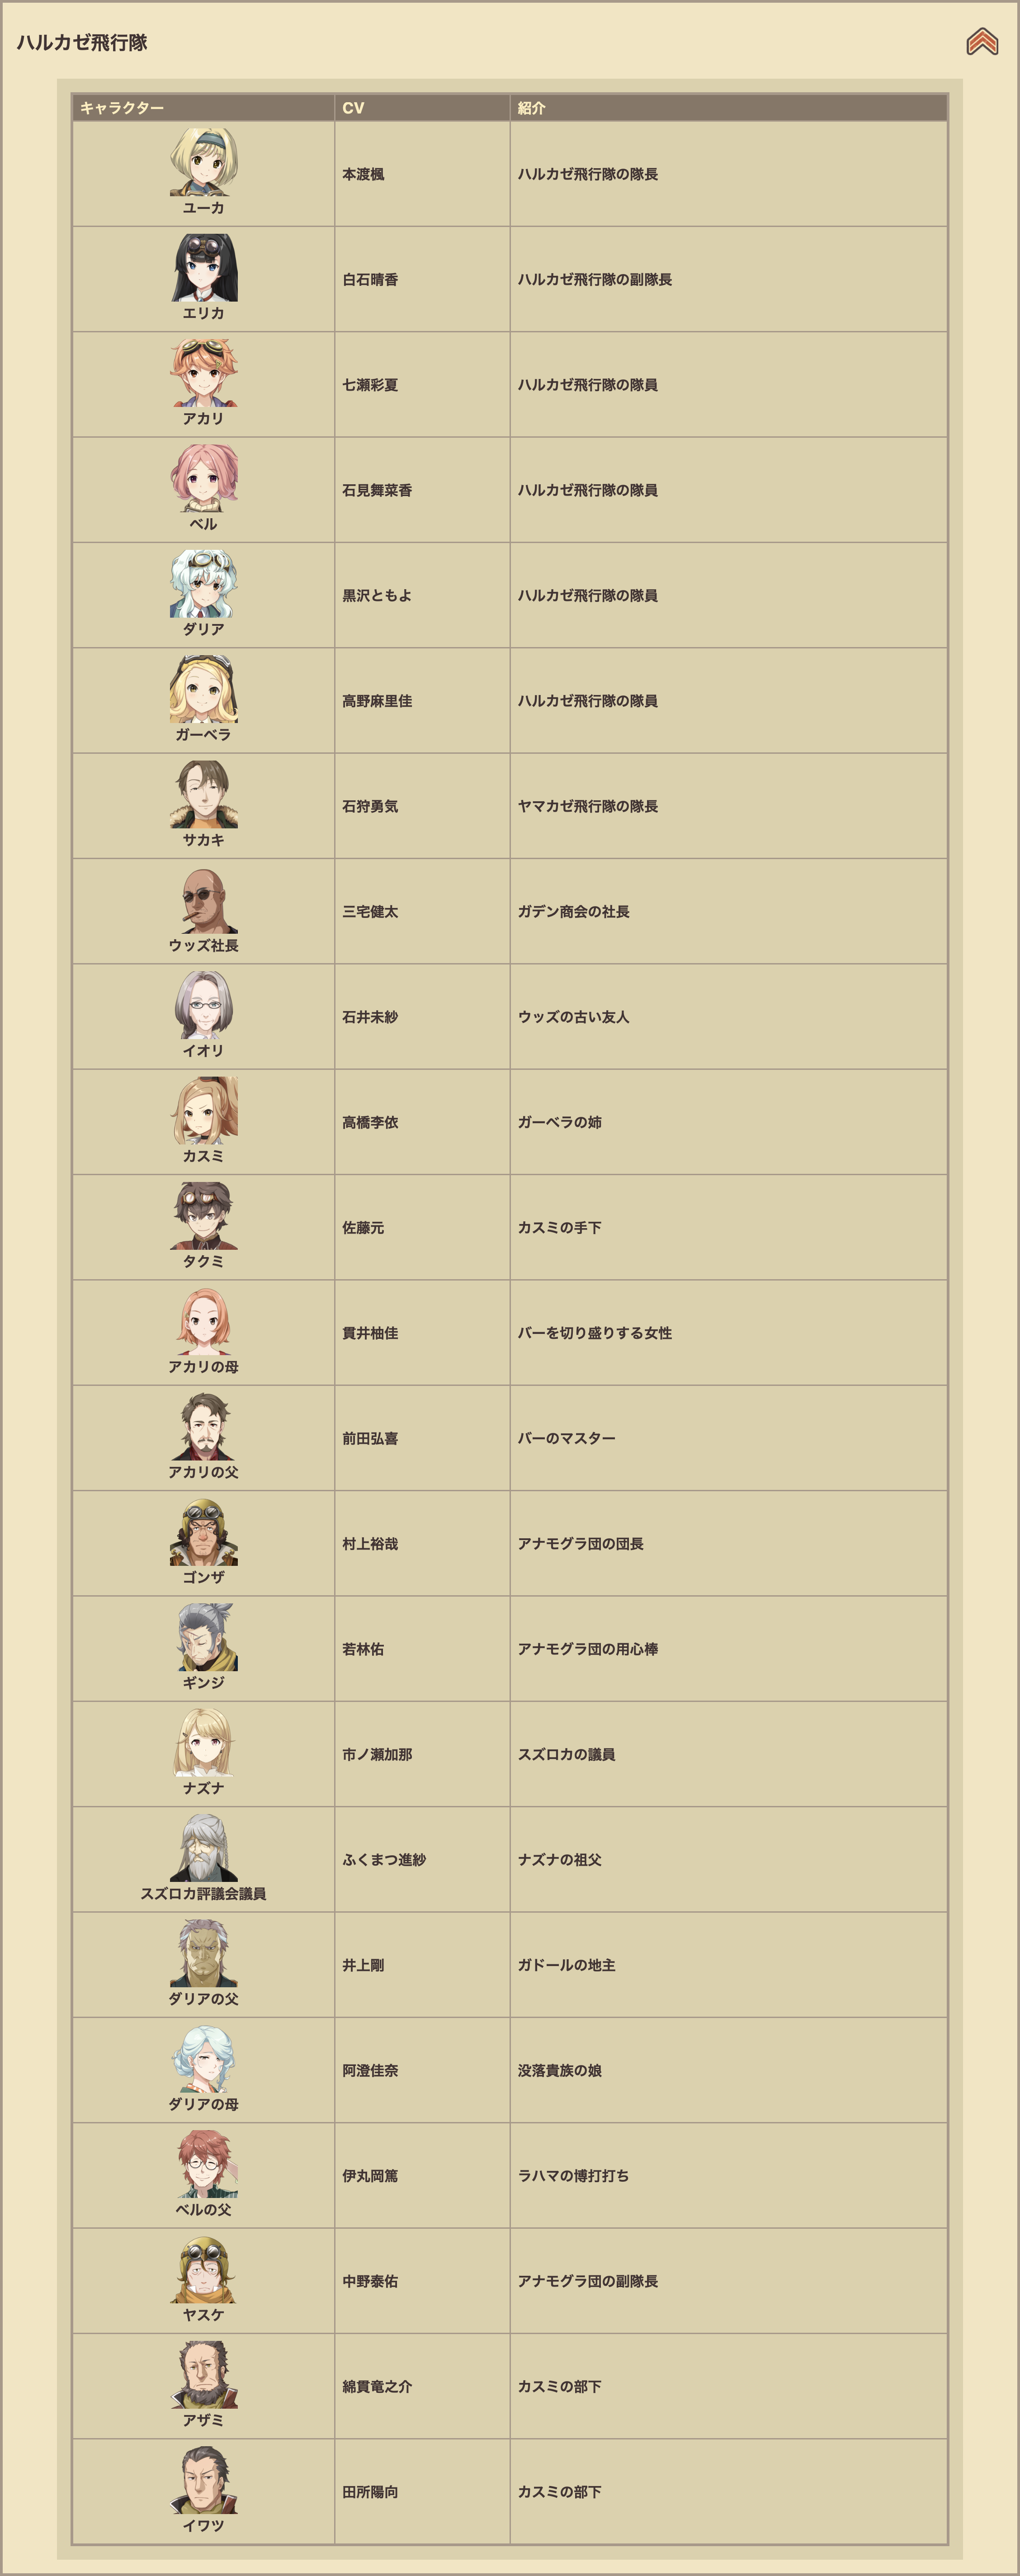 ハルカゼ飛行隊
キャラクター CV 紹介
ユーカ 本渡楓 ハルカゼ飛行隊の隊長
エリカ 白石晴香 ハルカゼ飛行隊の副隊長
アカリ 七瀬彩夏 ハルカゼ飛行隊の隊員
ベル 石見舞菜香 ハルカゼ飛行隊の隊員
ダリア 黒沢ともよ ハルカゼ飛行隊の隊員
ガーベラ 高野麻里佳 ハルカゼ飛行隊の隊員
サカキ 石狩勇気 ヤマカゼ飛行隊の隊長
ウッズ社長 三宅健太 ガデン商会の社長
イオリ 石井未紗 ウッズの古い友人
カスミ 高橋李依 ガーベラの姉
タクミ 佐藤元 カスミの手下
アカリの母 貫井柚佳 バーを切り盛りする女性
アカリの父 前田弘喜 バーのマスター
ゴンザ 村上裕哉 アナモグラ団の団長
ギンジ 若林佑 アナモグラ団の用心棒
ナズナ 市ノ瀬加那 スズロカの議員
スズロカ評議会議員 ふくまつ進紗 ナズナの祖父
ダリアの父 井上剛 ガドールの地主
ダリアの母 阿澄佳奈 没落貴族の娘
ベルの父 伊丸岡篤 ラハマの博打打ち
ヤスケ 中野泰佑 アナモグラ団の副隊長
アザミ 綿貫竜之介 カスミの部下
イワツ 田所陽向 カスミの部下